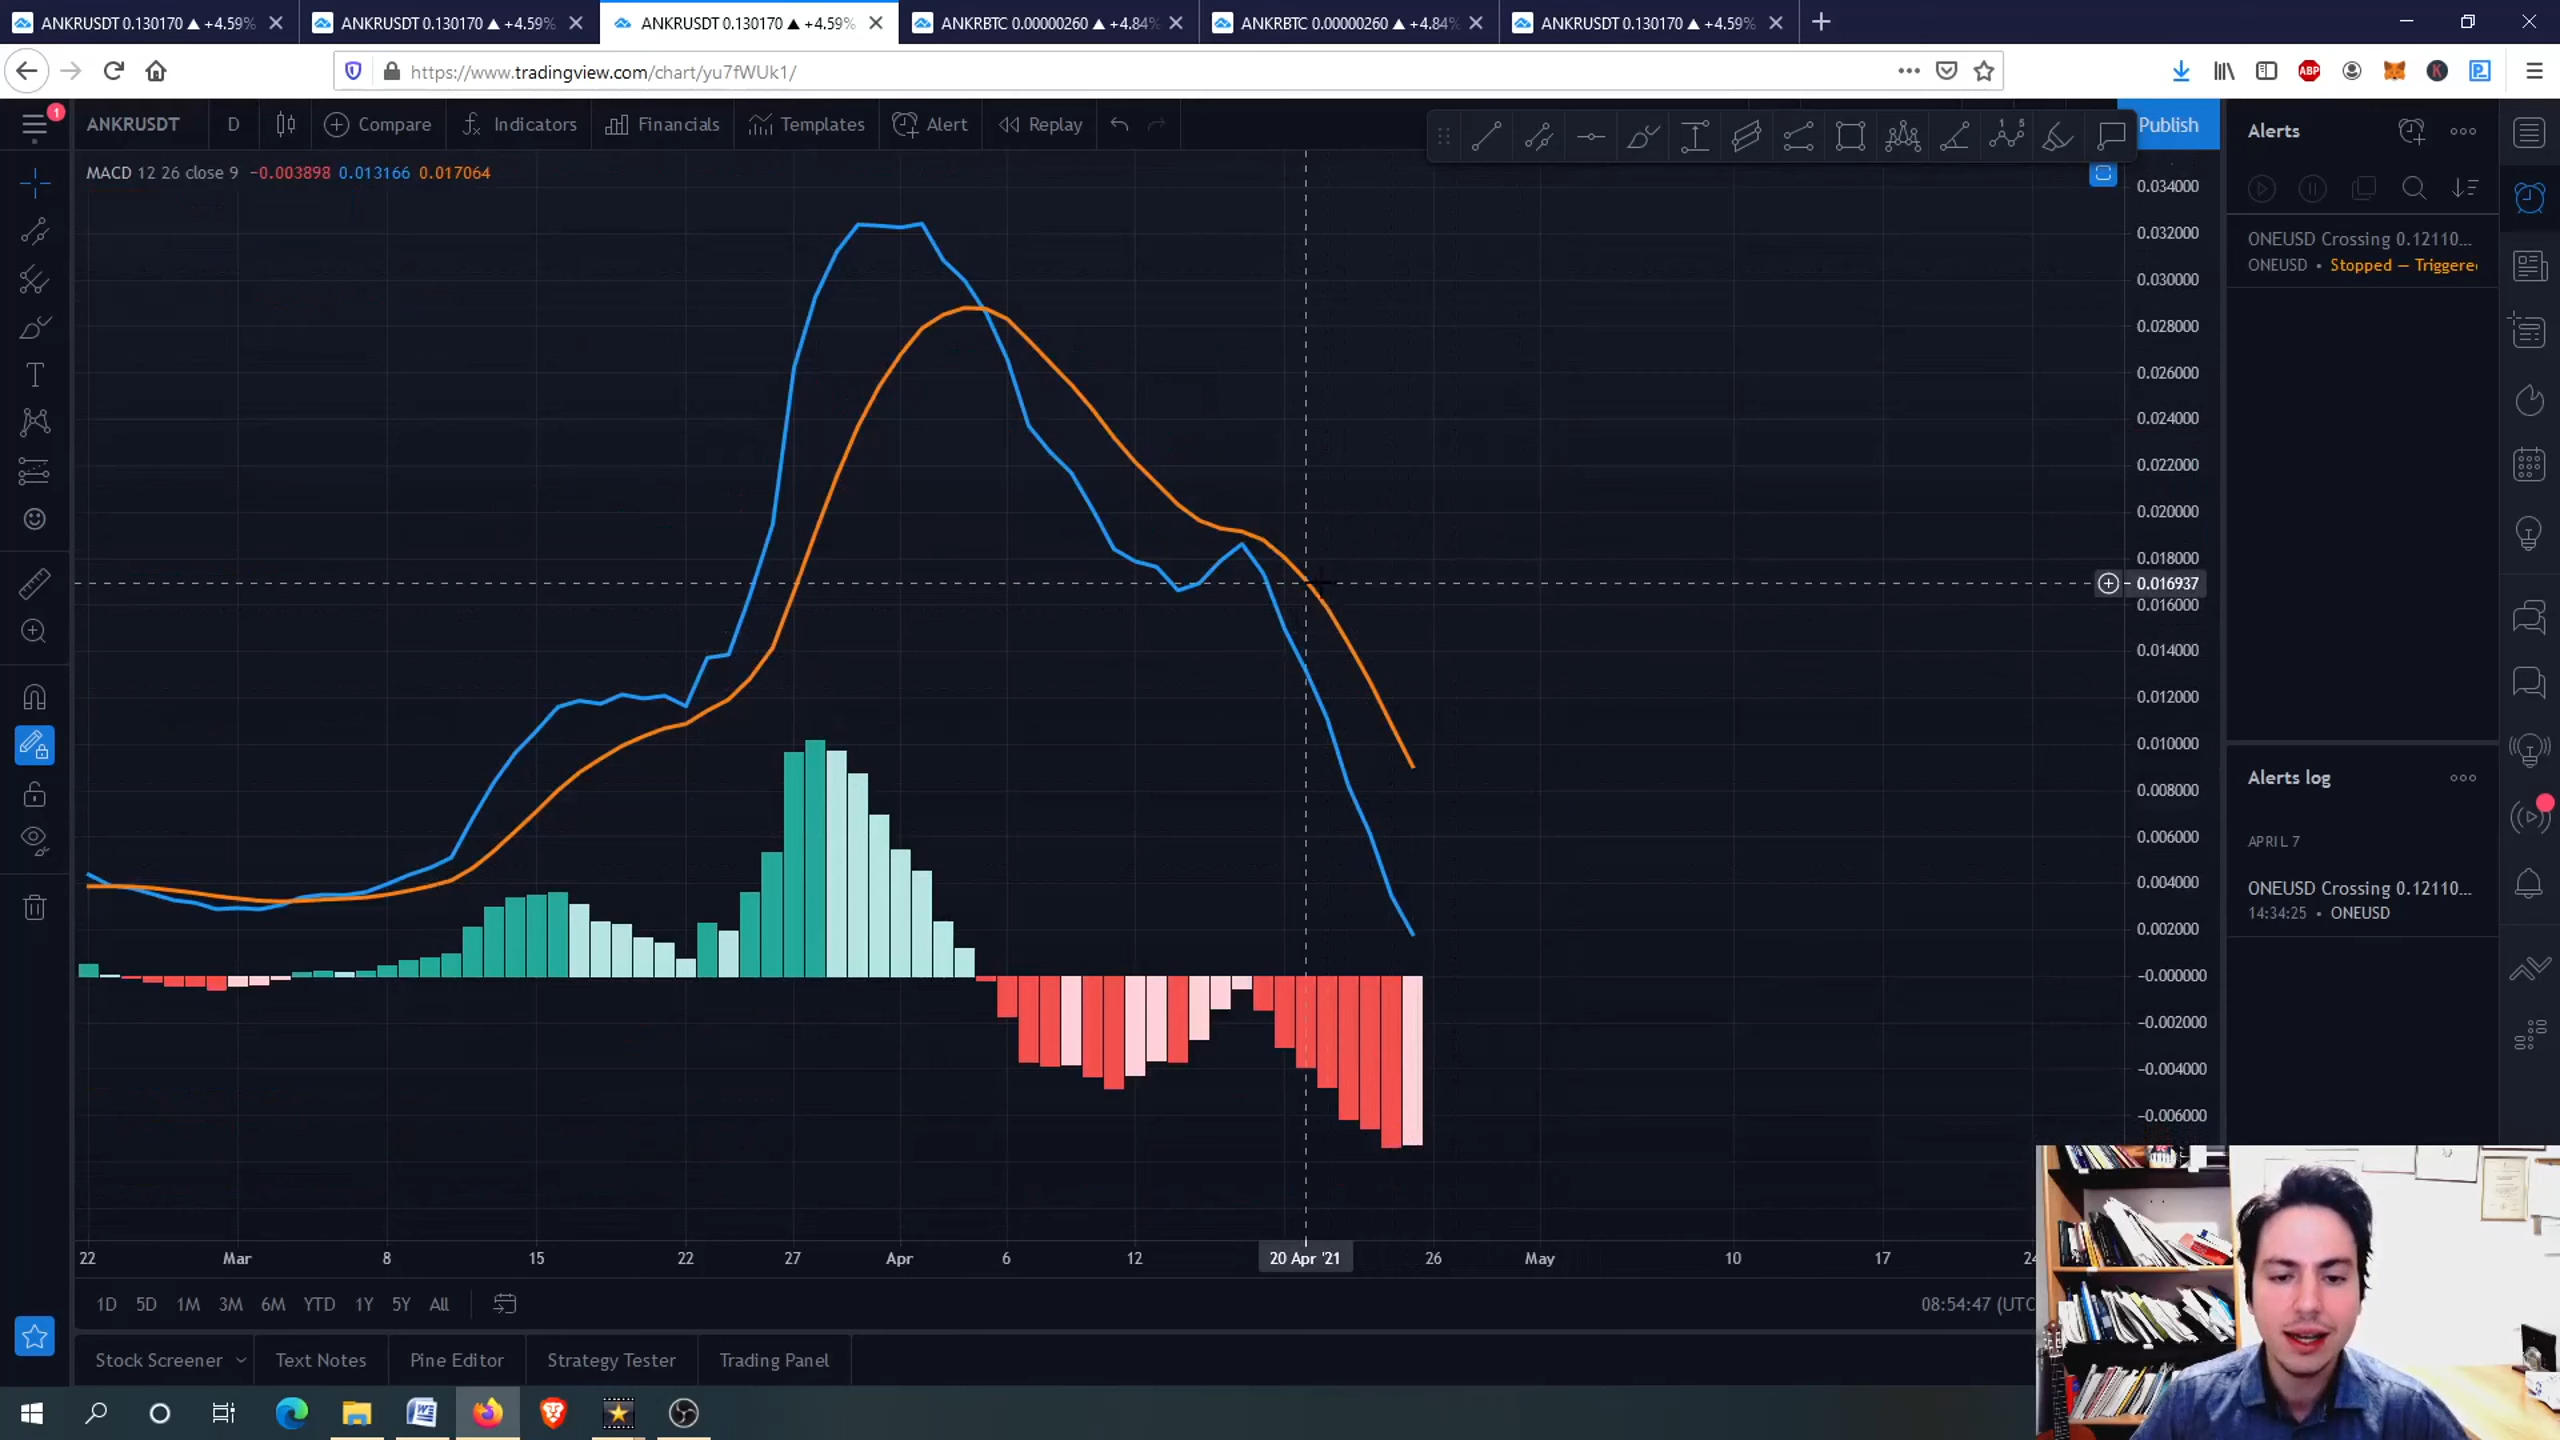 ANKRUSDT 0.130170 ▲ +4.59%
ANKRUSDT 0.130170 ▲ +4.59%
ANKRUSDT 0.130170 ▲ +4.59%
ANKRBTC 0.00000260 ▲ +4.84%
ANKRBTC 0.00000260 ▲ +4.84%
ANKRUSDT 0.130170 ▲ +4.59%
https://www.tradingview.com/chart/yu7fWUk1/
ABP
K
1
ANKRUSDT
D
Compare
Indicators
Financials
Templates
Alert
Replay
Publish
Alerts
MACD 12 26 close 9 −0.003898 0.013166 0.017064
ONEUSD Crossing 0.12110...
ONEUSD • Stopped — Triggered
0.034000
0.032000
0.030000
0.028000
0.026000
0.024000
0.022000
0.020000
0.018000
0.016937
0.016000
0.014000
0.012000
0.010000
0.008000
0.006000
0.004000
0.002000
−0.000000
−0.002000
−0.004000
−0.006000
Alerts log
APRIL 7
ONEUSD Crossing 0.12110...
14:34:25 • ONEUSD
22
Mar
8
15
22
27
Apr
6
12
20 Apr '21
26
May
10
17
24
1D
5D
1M
3M
6M
YTD
1Y
5Y
All
08:54:47 (UTC
Stock Screener
Text Notes
Pine Editor
Strategy Tester
Trading Panel